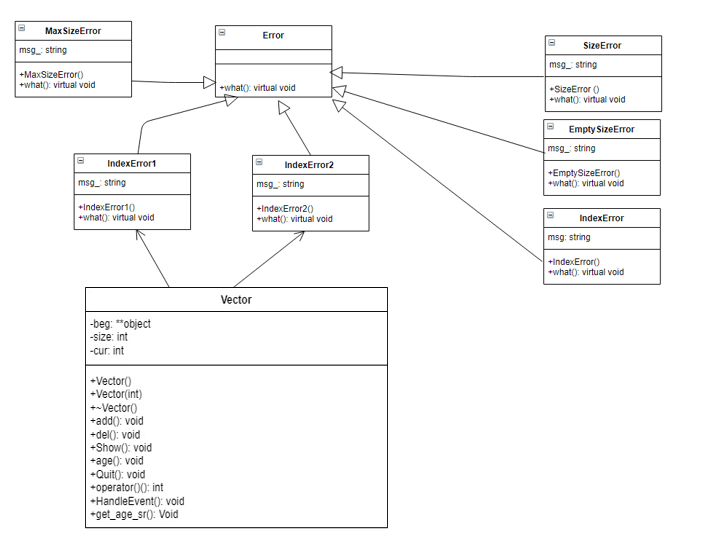 MaxSizeError
msg_: string
+MaxSizeError()
+what(): virtual void
Error
+what(): virtual void
SizeError
msg_: string
+SizeError ()
+what(): virtual void
EmptySizeError
msg_: string
+EmptySizeError()
+what(): virtual void
IndexError1
msg_: string
+IndexError1()
+what(): virtual void
IndexError2
msg_: string
+IndexError2()
+what(): virtual void
IndexError
msg: string
+IndexError()
+what(): virtual void
Vector
-beg: **object
-size: int
-cur: int
+Vector()
+Vector(int)
+~Vector()
+add(): void
+del(): void
+Show(): void
+age(): void
+Quit(): void
+operator()(): int
+HandleEvent(): void
+get_age_sr(): Void